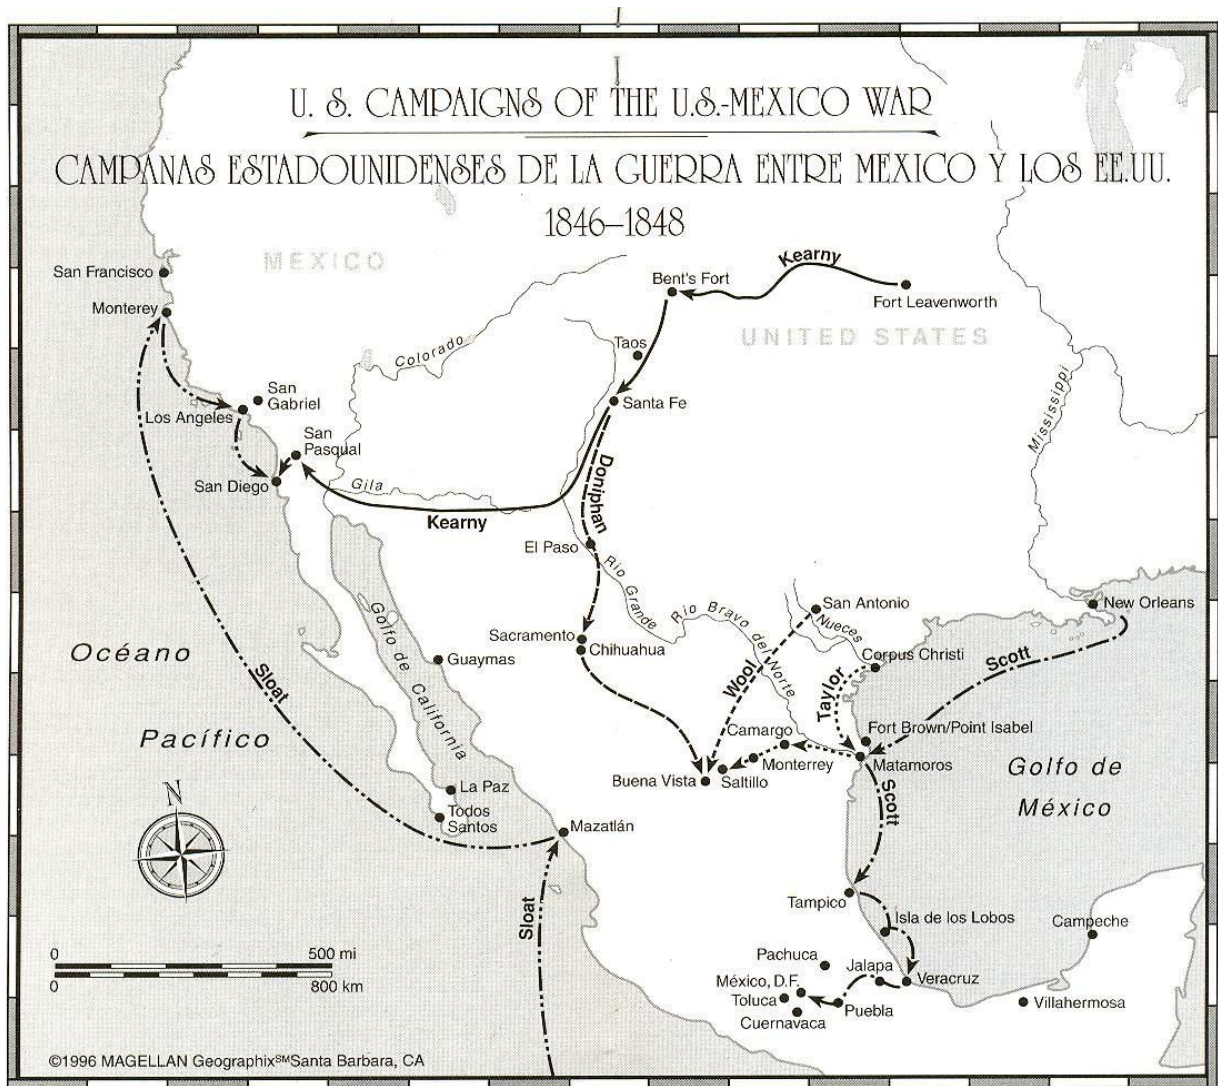 U. S. CAMPAIGNS OF THE U.S.-MEXICO WAR
CAMPANAS ESTADOUNIDENSES DE LA GUERRA ENTRE MEXICO Y LOS EE.UU.
1846–1848
MEXICO
UNITED STATES
San Francisco
Monterey
Bent's Fort
Kearny
Fort Leavenworth
Colorado
Taos
Mississippi
San
Gabriel
Los Angeles
Santa Fe
San
Pasqual
San Diego
Gila
Kearny
Doniphan
El Paso
Rio Grande
Río Bravo del Norte
San Antonio
Nueces
New Orleans
Sacramento
Chihuahua
Guaymas
Golfo de California
Océano
Pacífico
Sloat
Wool
Taylor
Corpus Christi
Scott
Fort Brown/Point Isabel
Camargo
Monterrey
Matamoros
Buena Vista
Saltillo
Scott
Golfo de
México
La Paz
Todos
Santos
Mazatlán
N
Sloat
Tampico
Isla de los Lobos
Campeche
Pachuca
Jalapa
Veracruz
México, D.F.
Toluca
Puebla
Cuernavaca
Villahermosa
0 500 mi
0 800 km
©1996 MAGELLAN Geographix℠Santa Barbara, CA